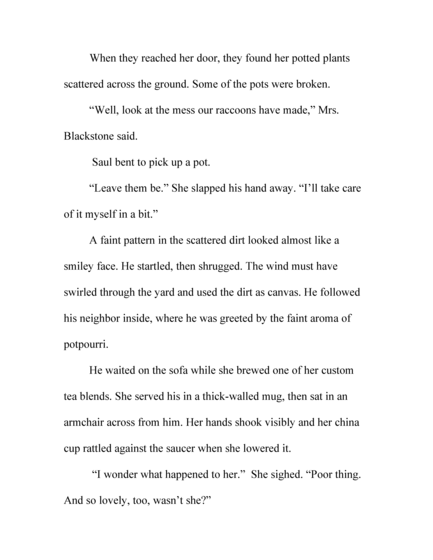 When they reached her door, they found her potted plants
scattered across the ground. Some of the pots were broken.
“Well, look at the mess our raccoons have made,” Mrs.
Blackstone said.
Saul bent to pick up a pot.
“Leave them be.” She slapped his hand away. “I’ll take care
of it myself in a bit.”
A faint pattern in the scattered dirt looked almost like a
smiley face. He startled, then shrugged. The wind must have
swirled through the yard and used the dirt as canvas. He followed
his neighbor inside, where he was greeted by the faint aroma of
potpourri.
He waited on the sofa while she brewed one of her custom
tea blends. She served his in a thick-walled mug, then sat in an
armchair across from him. Her hands shook visibly and her china
cup rattled against the saucer when she lowered it.
“I wonder what happened to her.” She sighed. “Poor thing.
And so lovely, too, wasn’t she?”